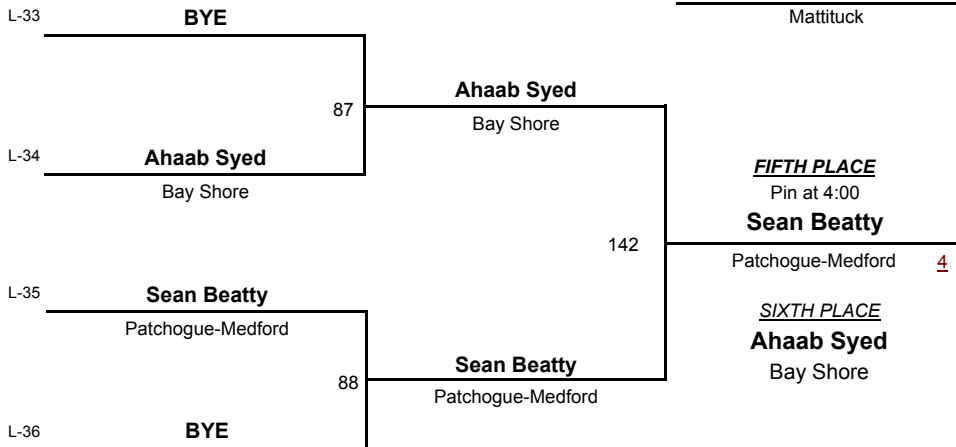 L-33
BYE
Mattituck
87
Ahaab Syed
Bay Shore
L-34
Ahaab Syed
Bay Shore
142
FIFTH PLACE
Pin at 4:00
Sean Beatty
Patchogue-Medford 4
L-35
Sean Beatty
Patchogue-Medford
SIXTH PLACE
Ahaab Syed
Bay Shore
88
Sean Beatty
Patchogue-Medford
L-36
BYE